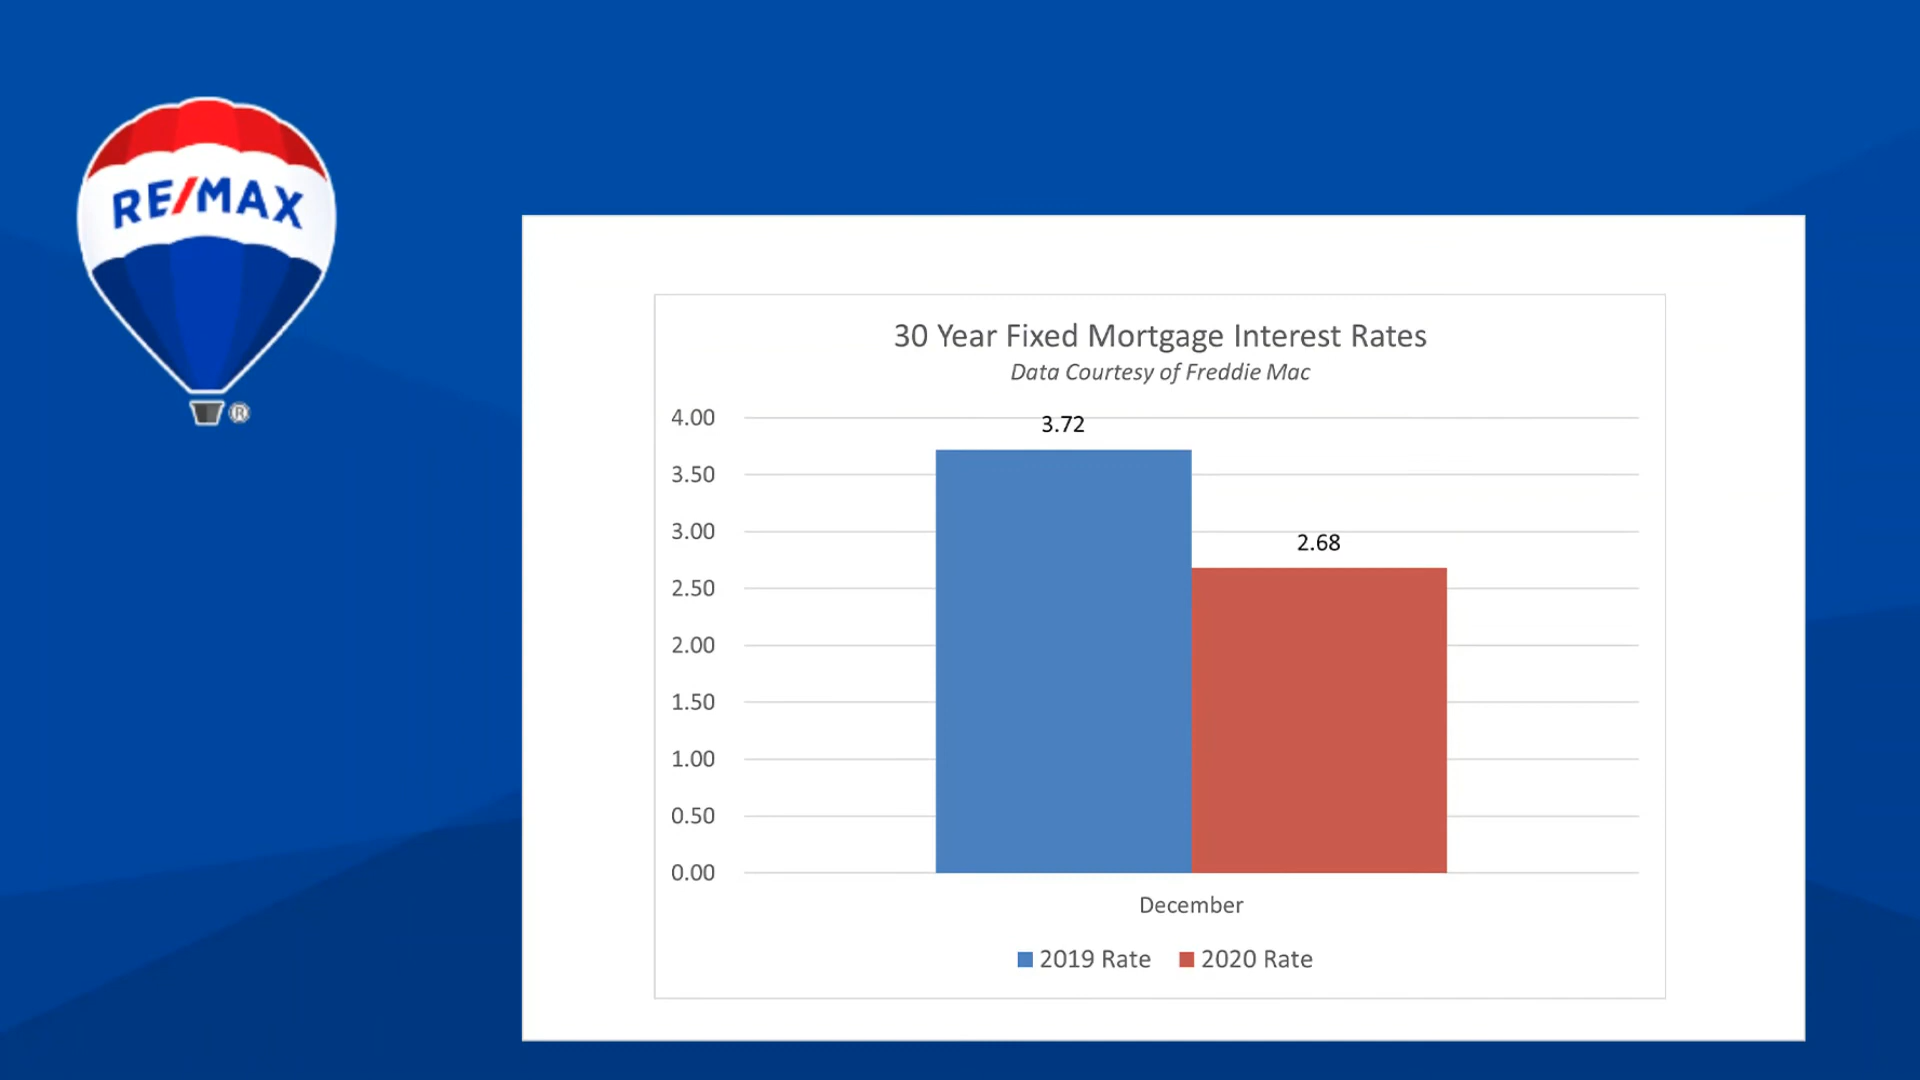 RE/MAX
®
30 Year Fixed Mortgage Interest Rates
Data Courtesy of Freddie Mac
4.00
3.72
3.50
3.00
2.68
2.50
2.00
1.50
1.00
0.50
0.00
December
2019 Rate 2020 Rate